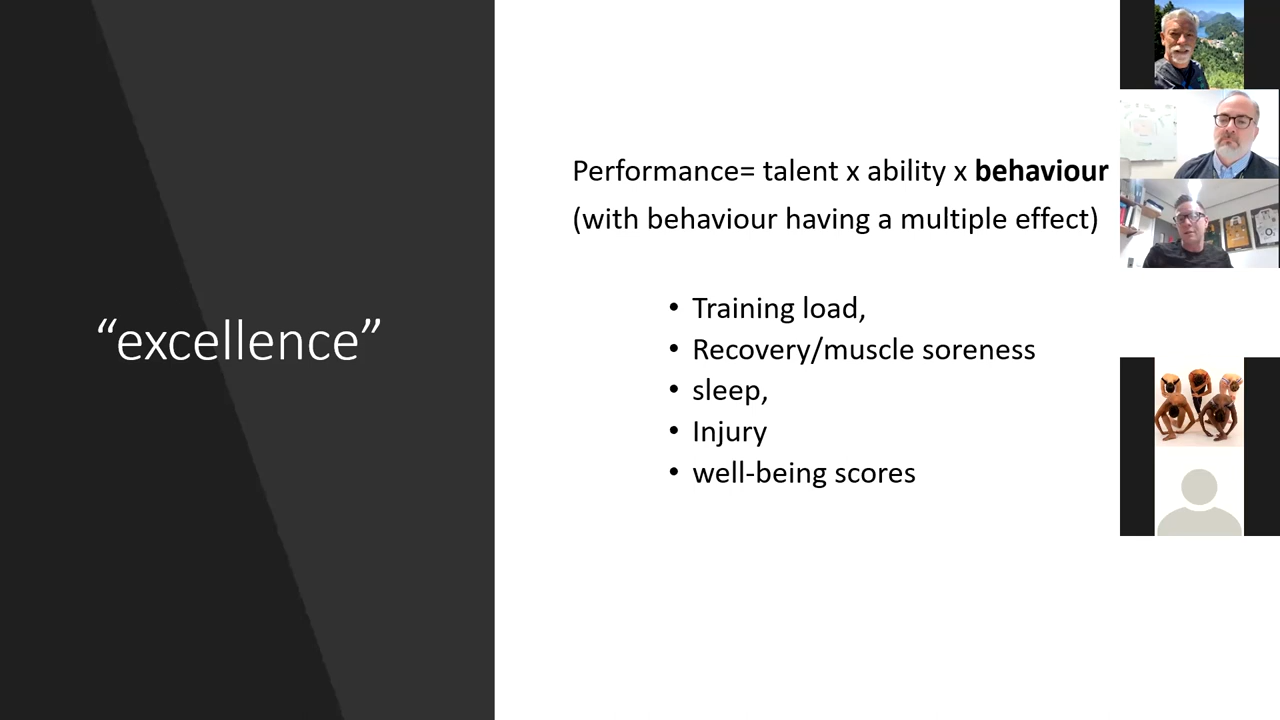 “excellence”
Performance= talent x ability x behaviour
(with behaviour having a multiple effect)
• Training load,
• Recovery/muscle soreness
• sleep,
• Injury
• well-being scores